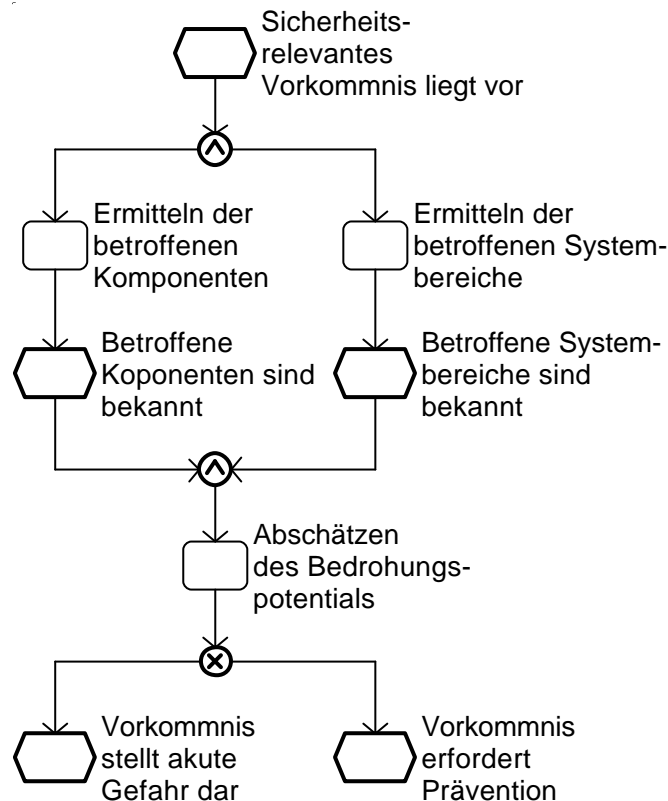 Sicherheits-
relevantes
Vorkommnis liegt vor
Ermitteln der
betroffenen
Komponenten
Ermitteln der
betroffenen System-
bereiche
Betroffene
Koponenten sind
bekannt
Betroffene System-
bereiche sind
bekannt
Abschätzen
des Bedrohungs-
potentials
Vorkommnis
stellt akute
Gefahr dar
Vorkommnis
erfordert
Prävention